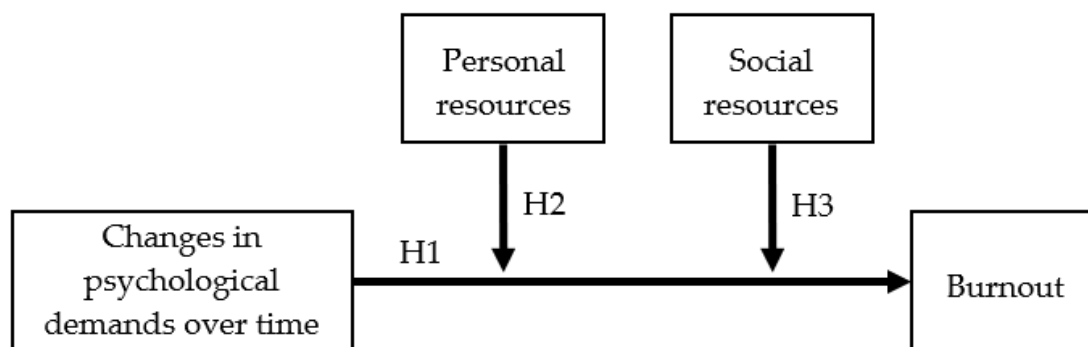 Personal
resources
Social
resources
H2
H3
Changes in
psychological
demands over time
H1
Burnout